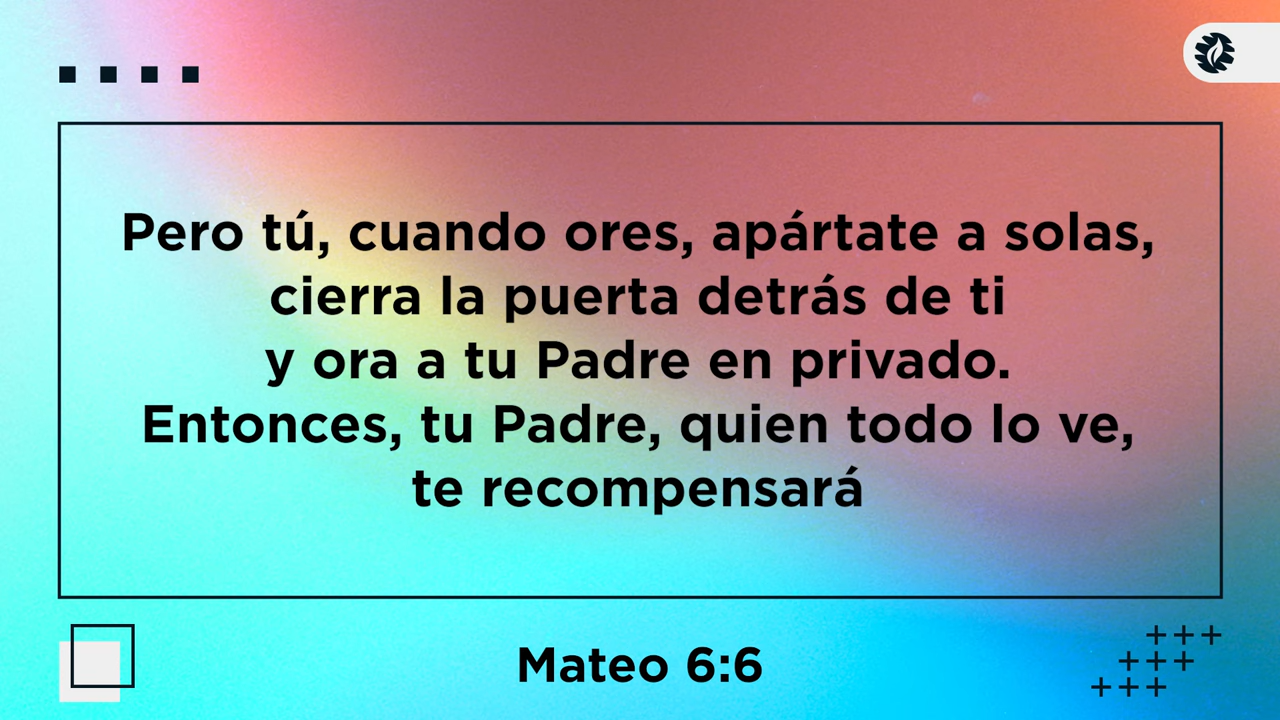 Pero tú, cuando ores, apártate a solas,
cierra la puerta detrás de ti
y ora a tu Padre en privado.
Entonces, tu Padre, quien todo lo ve,
te recompensará
Mateo 6:6